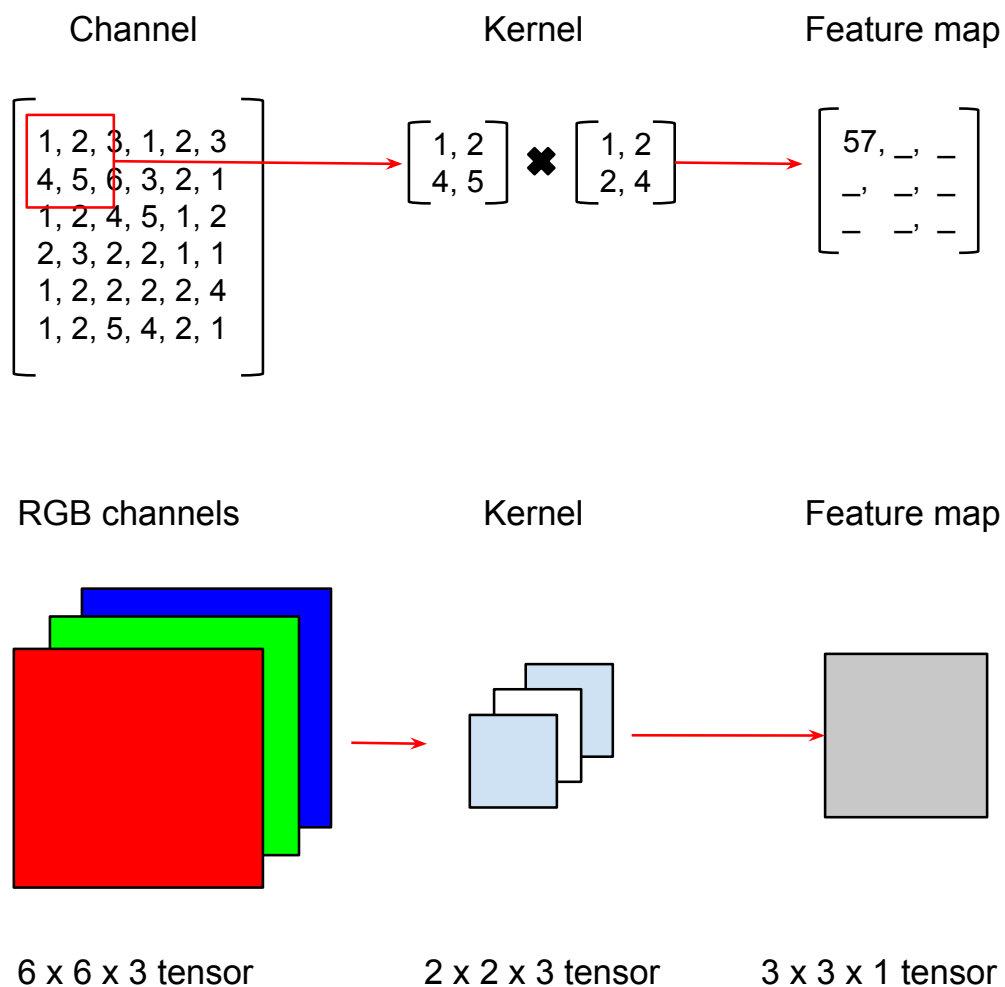 Channel
Kernel
Feature map
1, 2, 3, 1, 2, 3
4, 5, 6, 3, 2, 1
1, 2, 4, 5, 1, 2
2, 3, 2, 2, 1, 1
1, 2, 2, 2, 2, 4
1, 2, 5, 4, 2, 1
1, 2
4, 5
✖
1, 2
2, 4
57, _, _
_, _, _
_ _, _
RGB channels
Kernel
Feature map
6 x 6 x 3 tensor
2 x 2 x 3 tensor
3 x 3 x 1 tensor